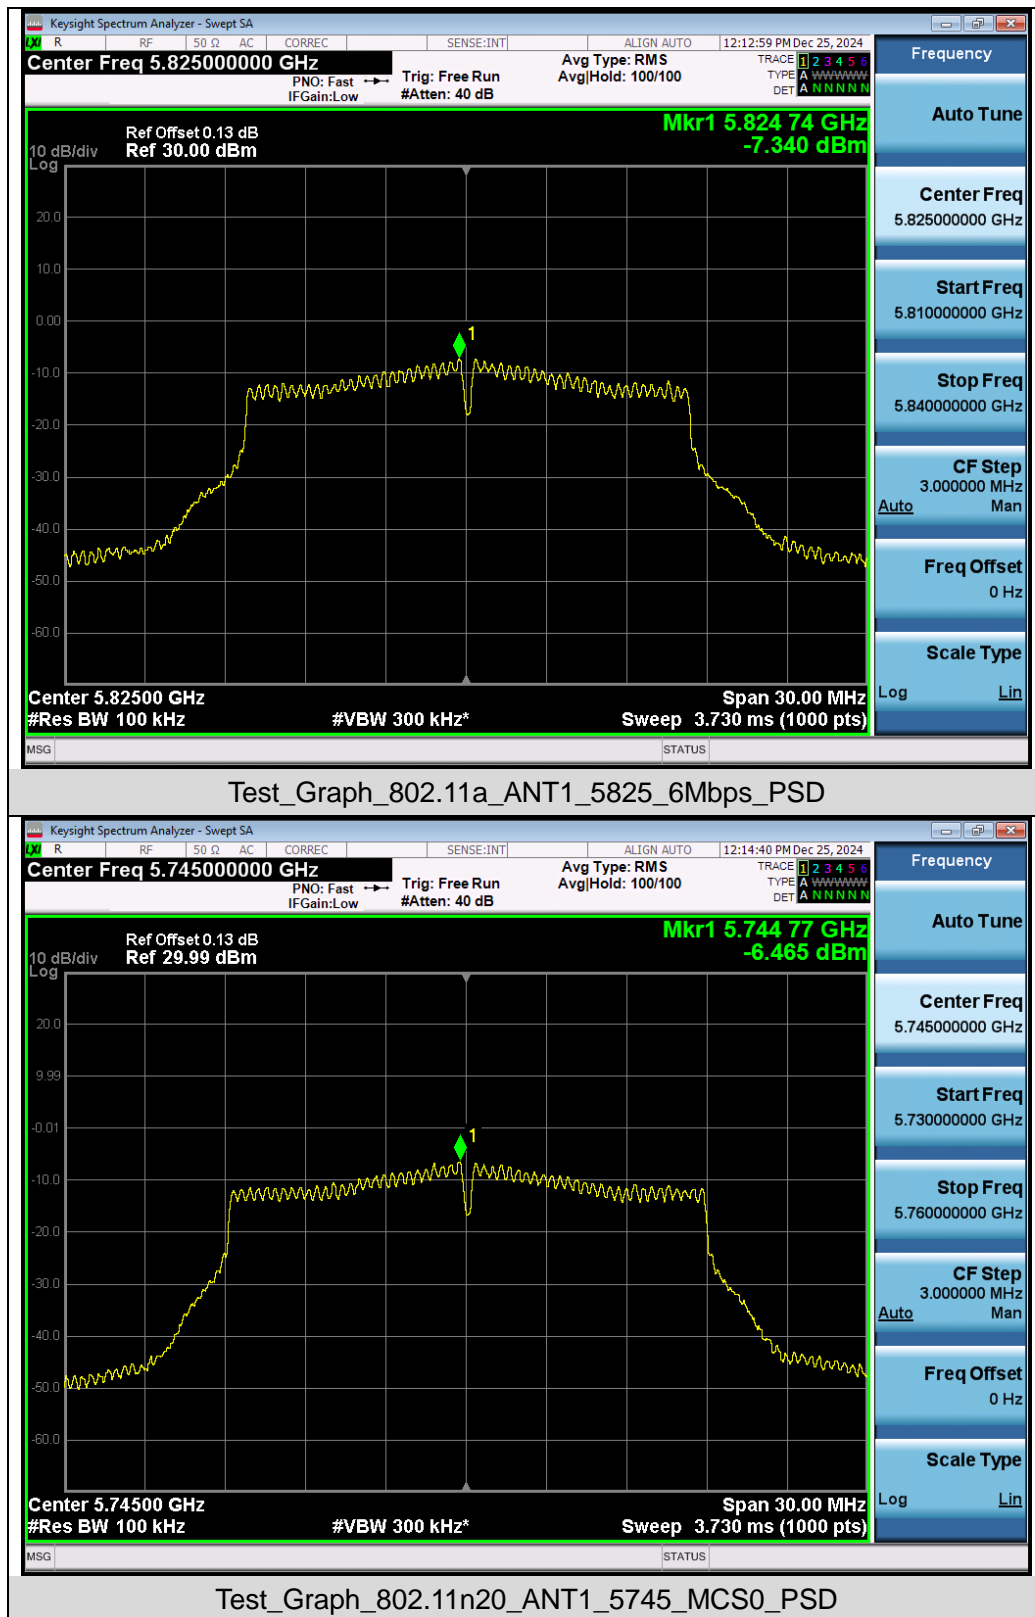 Keysight Spectrum Analyzer - Swept SA
LXI R RF 50 Ω AC CORREC SENSE:INT ALIGN AUTO 12:12:59 PM Dec 25, 2024
Center Freq 5.825000000 GHz
PNO: Fast
IFGain:Low
Trig: Free Run
#Atten: 40 dB
Avg Type: RMS
Avg|Hold: 100/100
TRACE 1 2 3 4 5 6
TYPE A WWWWW
DET A N N N N N
Ref Offset 0.13 dB
Ref 30.00 dBm
10 dB/div
Log
Mkr1 5.824 74 GHz
-7.340 dBm
20.0
10.0
0.00
-10.0
-20.0
-30.0
-40.0
-50.0
-60.0
1
Center 5.82500 GHz
Span 30.00 MHz
#Res BW 100 kHz
#VBW 300 kHz*
Sweep 3.730 ms (1000 pts)
MSG
STATUS
Frequency
Auto Tune
Center Freq
5.825000000 GHz
Start Freq
5.810000000 GHz
Stop Freq
5.840000000 GHz
CF Step
3.000000 MHz
Auto Man
Freq Offset
0 Hz
Scale Type
Log Lin
Test_Graph_802.11a_ANT1_5825_6Mbps_PSD
Keysight Spectrum Analyzer - Swept SA
LXI R RF 50 Ω AC CORREC SENSE:INT ALIGN AUTO 12:14:40 PM Dec 25, 2024
Center Freq 5.745000000 GHz
PNO: Fast
IFGain:Low
Trig: Free Run
#Atten: 40 dB
Avg Type: RMS
Avg|Hold: 100/100
TRACE 1 2 3 4 5 6
TYPE A WWWWW
DET A N N N N N
Ref Offset 0.13 dB
Ref 29.99 dBm
10 dB/div
Log
Mkr1 5.744 77 GHz
-6.465 dBm
20.0
9.99
-0.01
-10.0
-20.0
-30.0
-40.0
-50.0
-60.0
1
Center 5.74500 GHz
Span 30.00 MHz
#Res BW 100 kHz
#VBW 300 kHz*
Sweep 3.730 ms (1000 pts)
MSG
STATUS
Frequency
Auto Tune
Center Freq
5.745000000 GHz
Start Freq
5.730000000 GHz
Stop Freq
5.760000000 GHz
CF Step
3.000000 MHz
Auto Man
Freq Offset
0 Hz
Scale Type
Log Lin
Test_Graph_802.11n20_ANT1_5745_MCS0_PSD